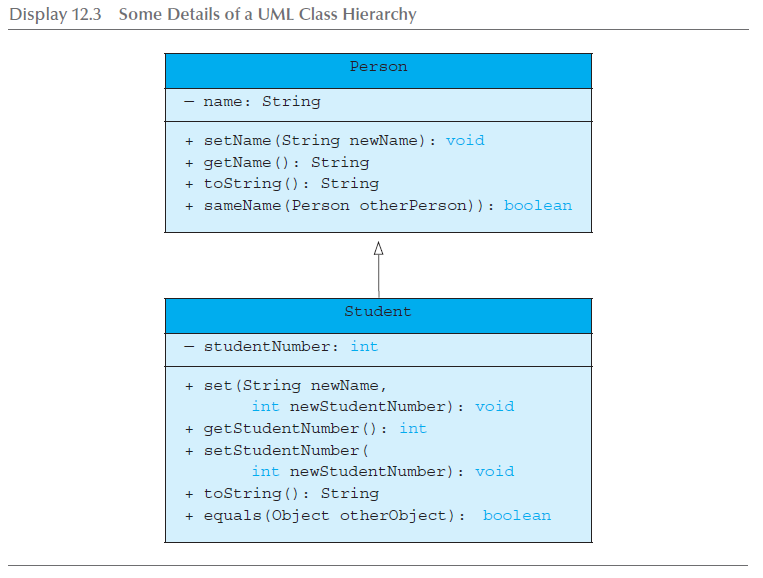 Display 12.3 Some Details of a UML Class Hierarchy
Person
– name: String
+ setName(String newName): void
+ getName(): String
+ toString(): String
+ sameName(Person otherPerson)): boolean
Student
– studentNumber: int
+ set(String newName,
int newStudentNumber): void
+ getStudentNumber(): int
+ setStudentNumber(
int newStudentNumber): void
+ toString(): String
+ equals(Object otherObject): boolean